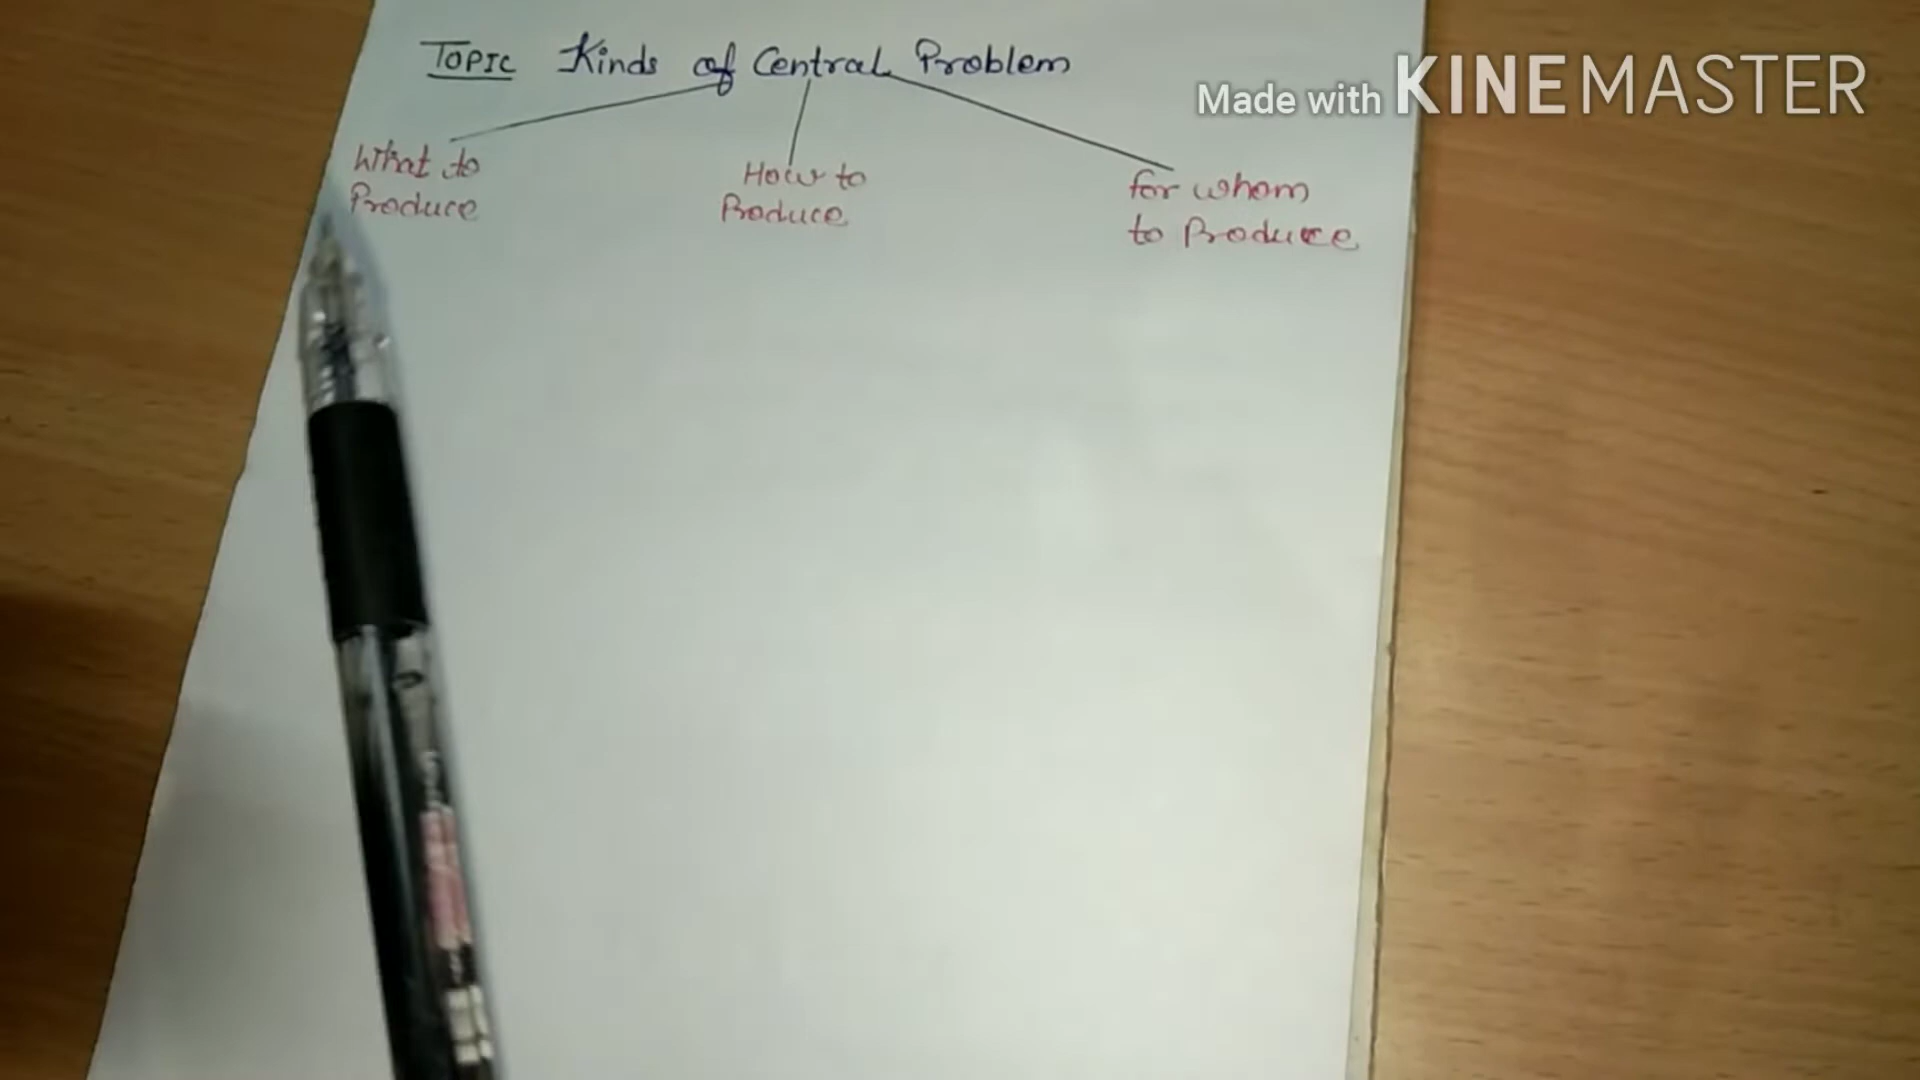 TOPIC Kinds of Central Problem
Made with KINEMASTER
What to
Produce
How to
Produce
for whom
to Produce